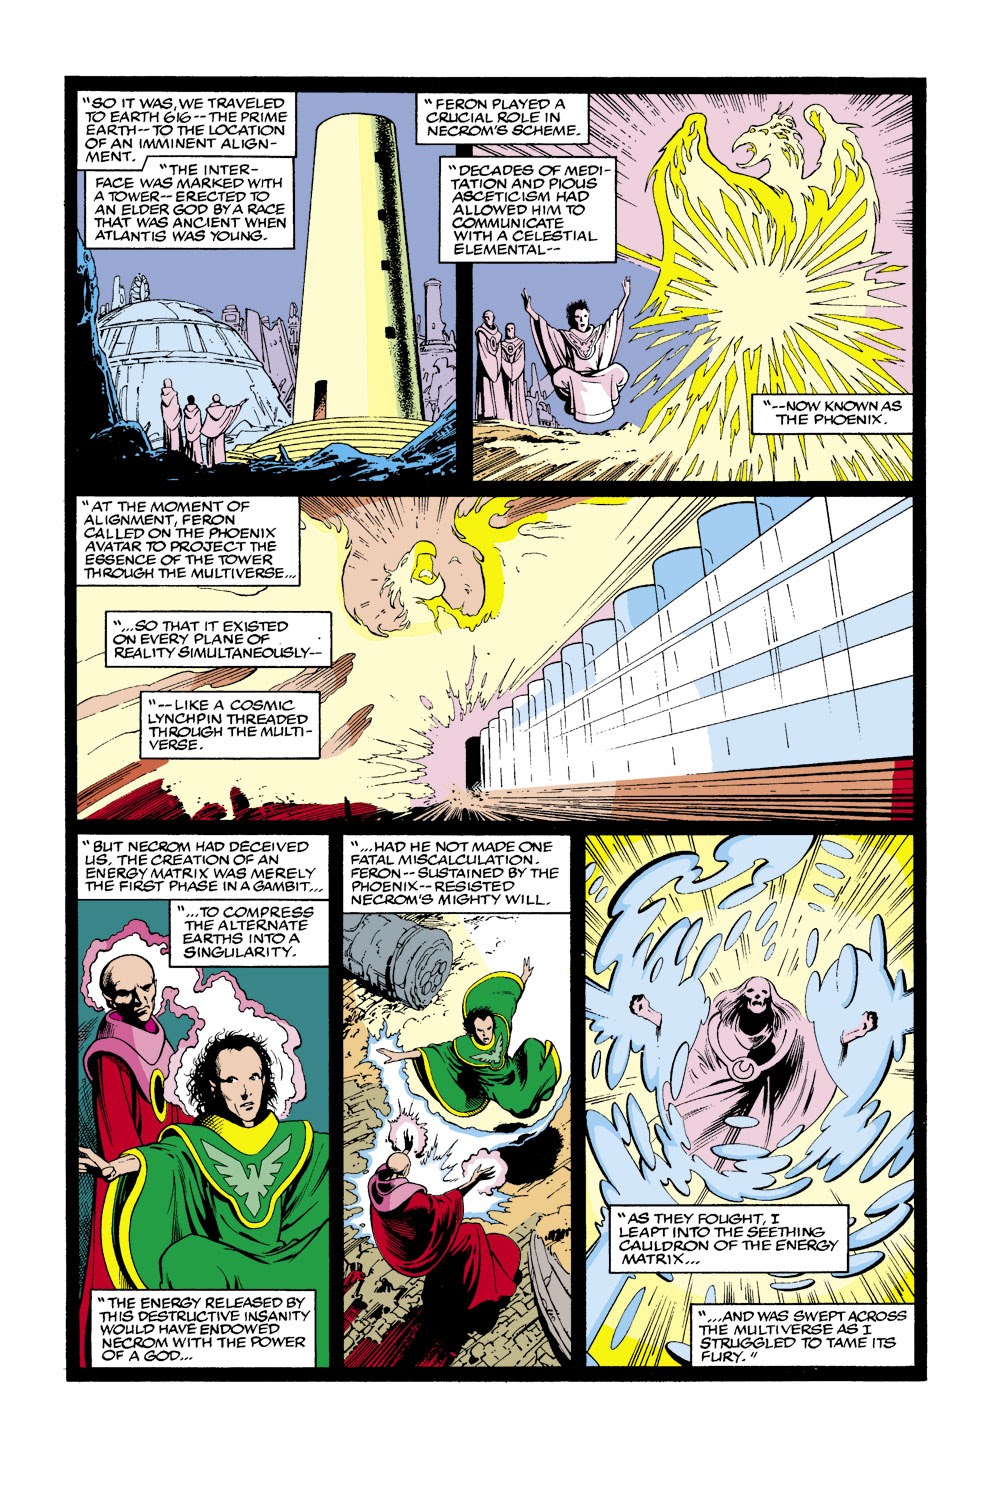 "SO IT WAS, WE TRAVELED
TO EARTH 616-- THE PRIME
EARTH-- TO THE LOCATION
OF AN IMMINENT ALIGN-
MENT.
"THE INTER-
FACE WAS MARKED WITH
A TOWER-- ERECTED TO
AN ELDER GOD BY A RACE
THAT WAS ANCIENT WHEN
ATLANTIS WAS YOUNG.
"FERON PLAYED A
CRUCIAL ROLE IN
NECROM'S SCHEME.
"DECADES OF MEDI-
TATION AND PIOUS
ASCETICISM HAD
ALLOWED HIM TO
COMMUNICATE
WITH A CELESTIAL
ELEMENTAL--
"--NOW KNOWN AS
THE PHOENIX.
"AT THE MOMENT OF
ALIGNMENT, FERON
CALLED ON THE PHOENIX
AVATAR TO PROJECT THE
ESSENCE OF THE TOWER
THROUGH THE MULTIVERSE...
"...SO THAT IT EXISTED
ON EVERY PLANE OF
REALITY SIMULTANEOUSLY--
"-- LIKE A COSMIC
LYNCHPIN THREADED
THROUGH THE MULTI-
VERSE.
"BUT NECROM HAD DECEIVED
US. THE CREATION OF AN
ENERGY MATRIX WAS MERELY
THE FIRST PHASE IN A GAMBIT...
"...TO COMPRESS
THE ALTERNATE
EARTHS INTO A
SINGULARITY.
"THE ENERGY RELEASED BY
THIS DESTRUCTIVE INSANITY
WOULD HAVE ENDOWED
NECROM WITH THE POWER
OF A GOD...
"...HAD HE NOT MADE ONE
FATAL MISCALCULATION.
FERON-- SUSTAINED BY THE
PHOENIX-- RESISTED
NECROM'S MIGHTY WILL.
"AS THEY FOUGHT, I
LEAPT INTO THE SEETHING
CAULDRON OF THE ENERGY
MATRIX...
"...AND WAS SWEPT ACROSS
THE MULTIVERSE AS I
STRUGGLED TO TAME ITS
FURY."